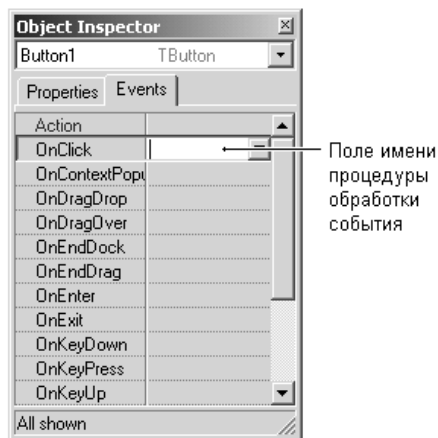 Object Inspector
Button1 TButton
Properties Events
Action
OnClick
OnContextPopu
OnDragDrop
OnDragOver
OnEndDock
OnEndDrag
OnEnter
OnExit
OnKeyDown
OnKeyPress
OnKeyUp
All shown
Поле имени
процедуры
обработки
события